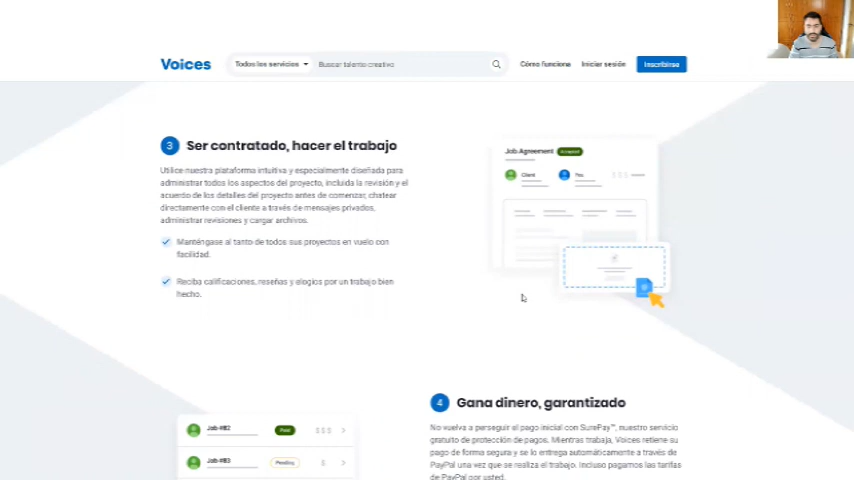 Voices
Todos los servicios
Buscar talento creativo
Cómo funciona
Iniciar sesión
Inscribirse
3
Ser contratado, hacer el trabajo
Utilice nuestra plataforma intuitiva y especialmente diseñada para
administrar todos los aspectos del proyecto, incluida la revisión y el
acuerdo de los detalles del proyecto antes de comenzar, chatear
directamente con el cliente a través de mensajes privados,
administrar revisiones y cargar archivos.
Manténgase al tanto de todos sus proyectos en vuelo con
facilidad.
Reciba calificaciones, reseñas y elogios por un trabajo bien
hecho.
Job Agreement
Client
You
$ $ $
4
Gana dinero, garantizado
No vuelva a perseguir el pago inicial con SurePay™, nuestro servicio
gratuito de protección de pagos. Mientras trabaja, Voices retiene su
pago de forma segura y se lo entrega automáticamente a través de
PayPal una vez que se realiza el trabajo. Incluso pagamos las tarifas
de PayPal por usted.
Job #82
Paid
$ $ $
Job #83
Pending
$